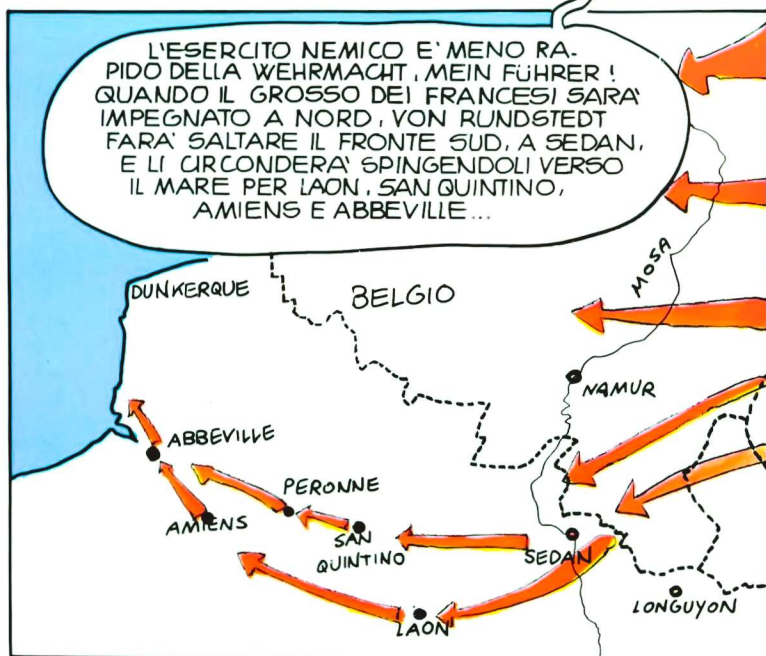 L'ESERCITO NEMICO E' MENO RA-
PIDO DELLA WEHRMACHT, MEIN FÜHRER!
QUANDO IL GROSSO DEI FRANCESI SARA'
IMPEGNATO A NORD, VON RUNDSTEDT
FARA' SALTARE IL FRONTE SUD, A SEDAN,
E LI CIRCONDERA' SPINGENDOLI VERSO
IL MARE PER LAON, SAN QUINTINO,
AMIENS E ABBEVILLE...
MOSA
DUNKERQUE
BELGIO
NAMUR
ABBEVILLE
PERONNE
AMIENS
SAN
QUINTINO
SEDAN
LONGUYON
LAON